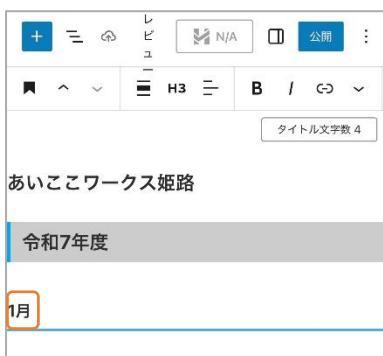 レビュー
N/A
公開
H3
B I
タイトル文字数 4
あいここワークス姫路
令和7年度
1月